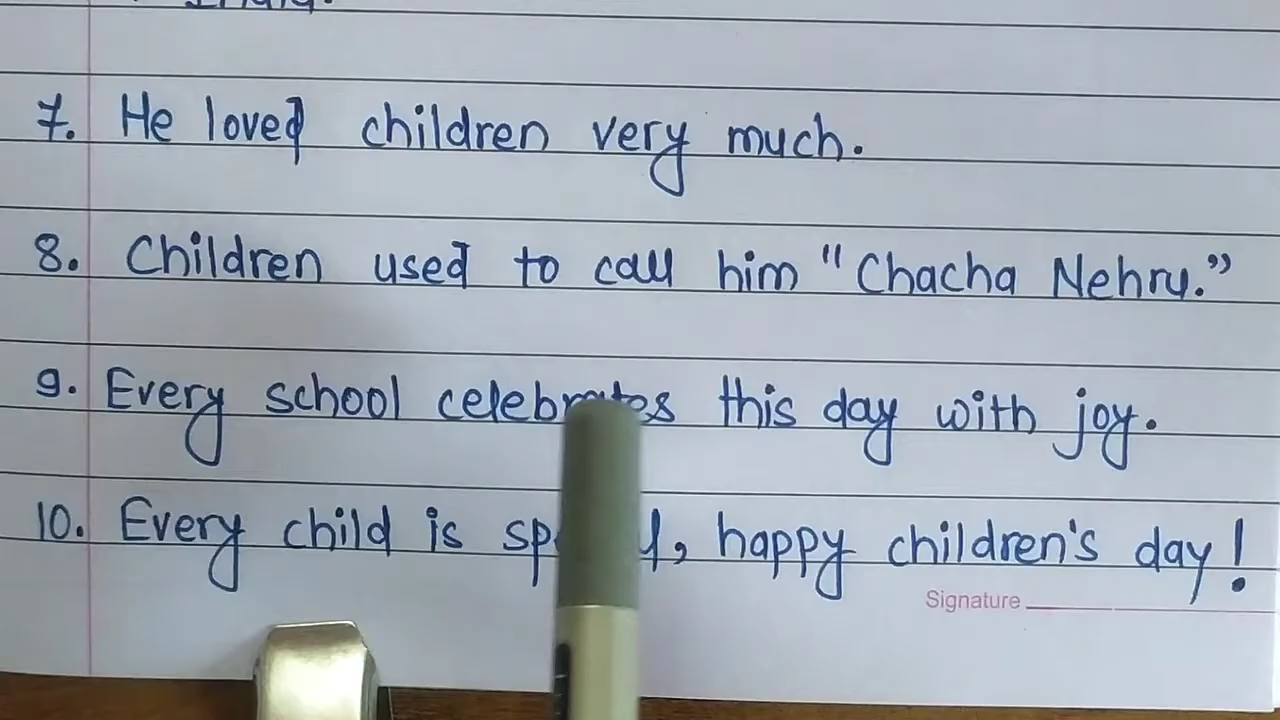 7. He loved children very much.
8. Children used to call him "Chacha Nehru."
9. Every school celebrates this day with joy.
10. Every child is , happy children's day!
Signature